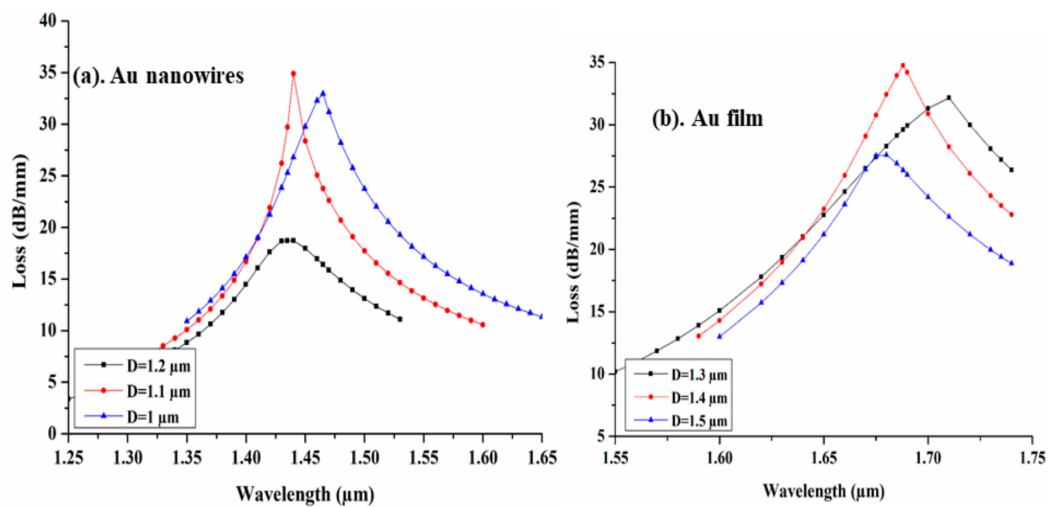 40
35
30
25
20
15
10
5
0
Loss (dB/mm)
(a). Au nanowires
D=1.2 µm
D=1.1 µm
D=1 µm
1.25 1.30 1.35 1.40 1.45 1.50 1.55 1.60 1.65
Wavelength (µm)
35
30
25
20
15
10
5
Loss (dB/mm)
(b). Au film
D=1.3 µm
D=1.4 µm
D=1.5 µm
1.55 1.60 1.65 1.70 1.75
Wavelength (µm)